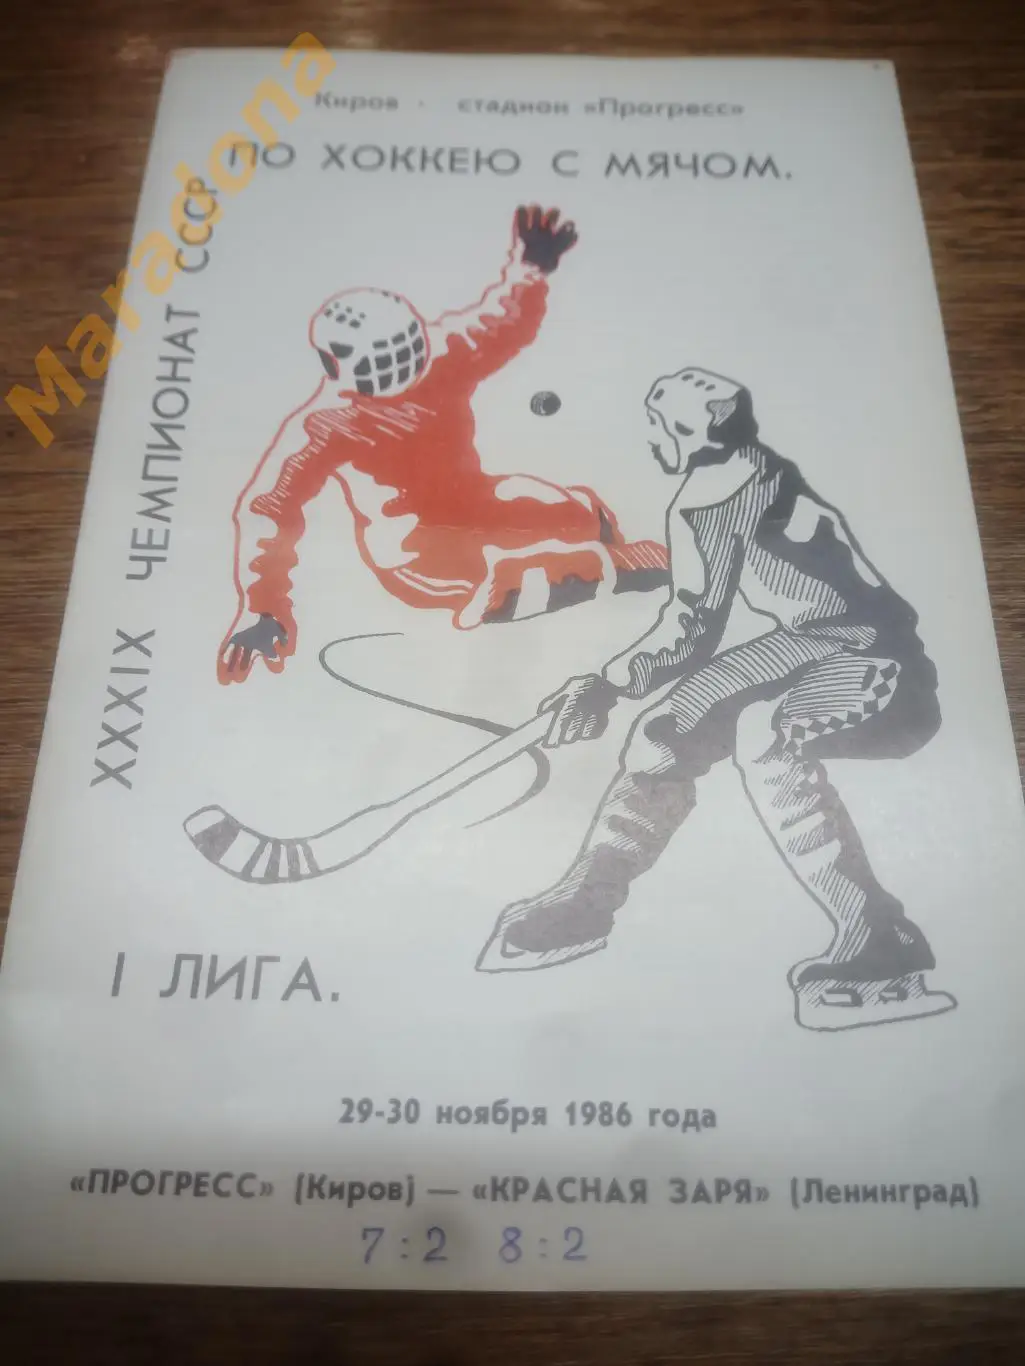 Киров · стадион «Прогресс»
XXXIX ЧЕМПИОНАТ СССР
ПО ХОККЕЮ С МЯЧОМ.
I ЛИГА.
29-30 ноября 1986 года
«ПРОГРЕСС» (Киров) — «КРАСНАЯ ЗАРЯ» (Ленинград)
7:2 8:2
Maradona